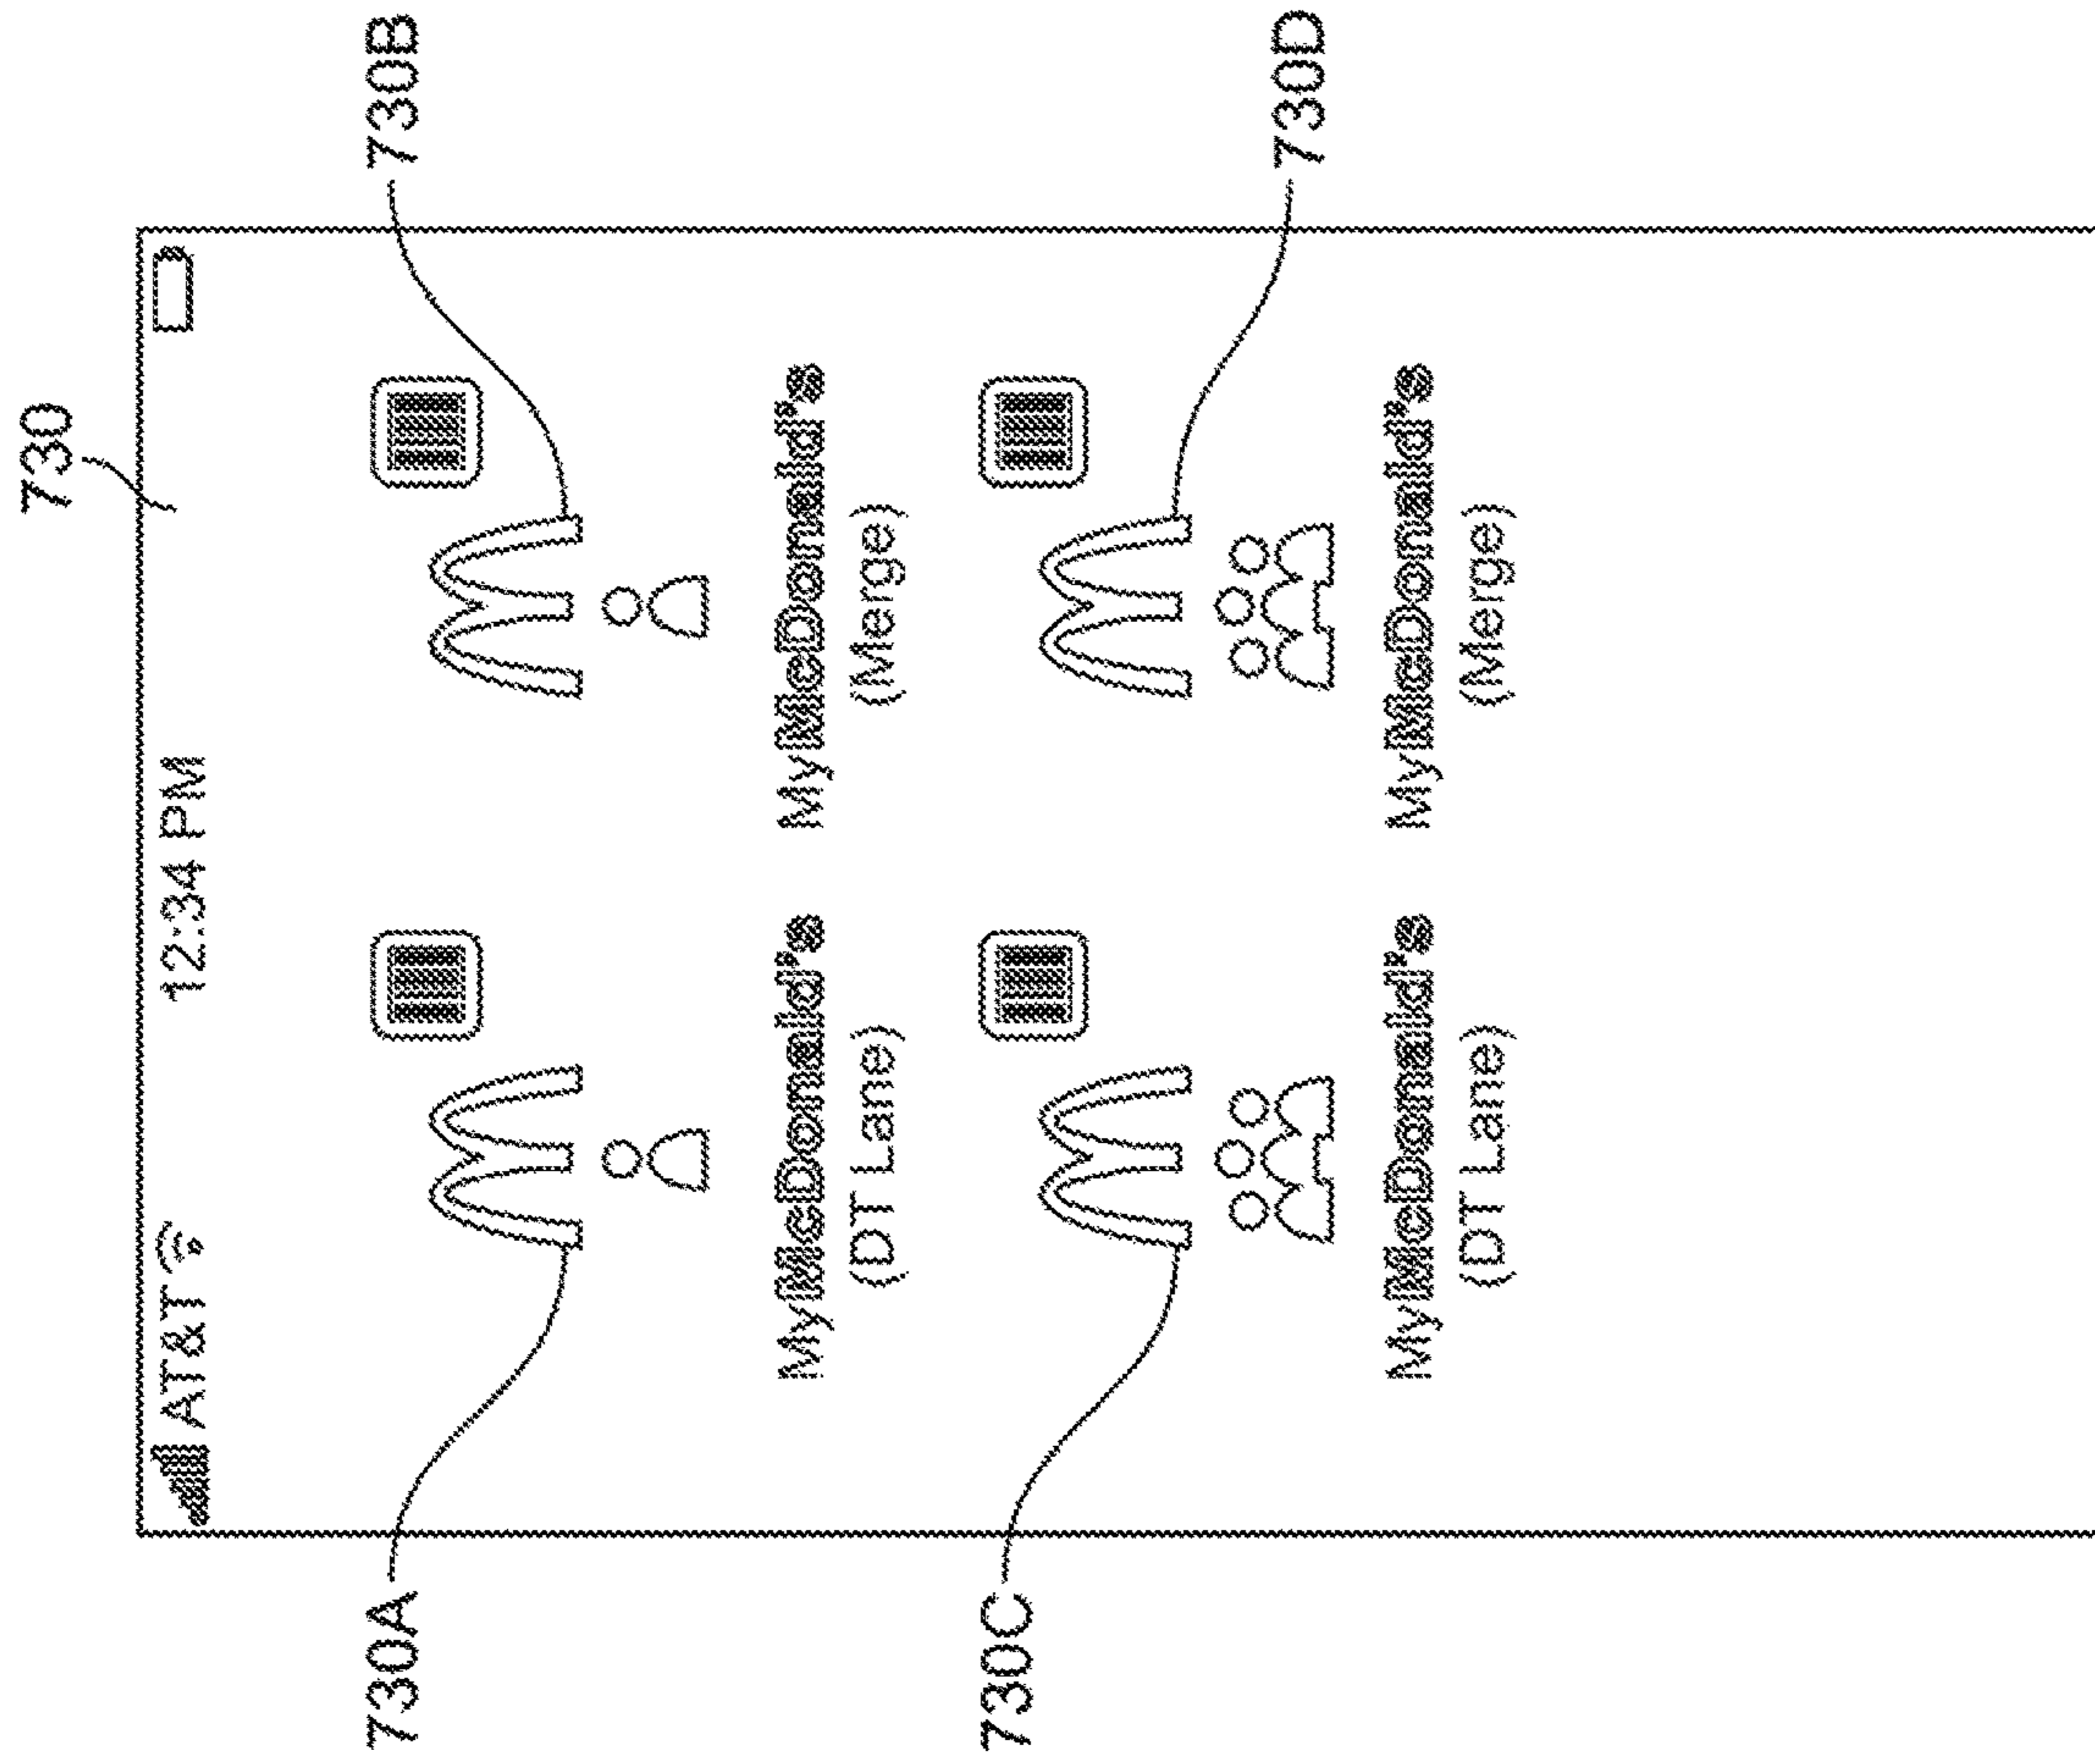 730
AT&T 12:34 PM
730A 730B
MyMcDonald's MyMcDonald's
(DT Lane) (Merge)
730C 730D
MyMcDonald's MyMcDonald's
(DT Lane) (Merge)